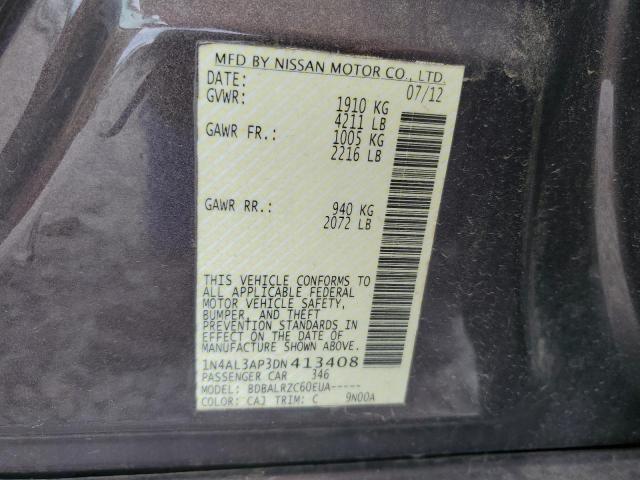 MFD BY NISSAN MOTOR CO., LTD.
DATE: 07/12
GVWR: 1910 KG
4211 LB
GAWR FR.: 1005 KG
2216 LB
GAWR RR.: 940 KG
2072 LB
THIS VEHICLE CONFORMS TO
ALL APPLICABLE FEDERAL
MOTOR VEHICLE SAFETY,
BUMPER, AND THEFT
PREVENTION STANDARDS IN
EFFECT ON THE DATE OF
MANUFACTURE SHOWN ABOVE.
1N4AL3AP3DN413408
PASSENGER CAR 346
MODEL: BDBALRZC60EUA-----
COLOR: CAJ TRIM: C 9N00A